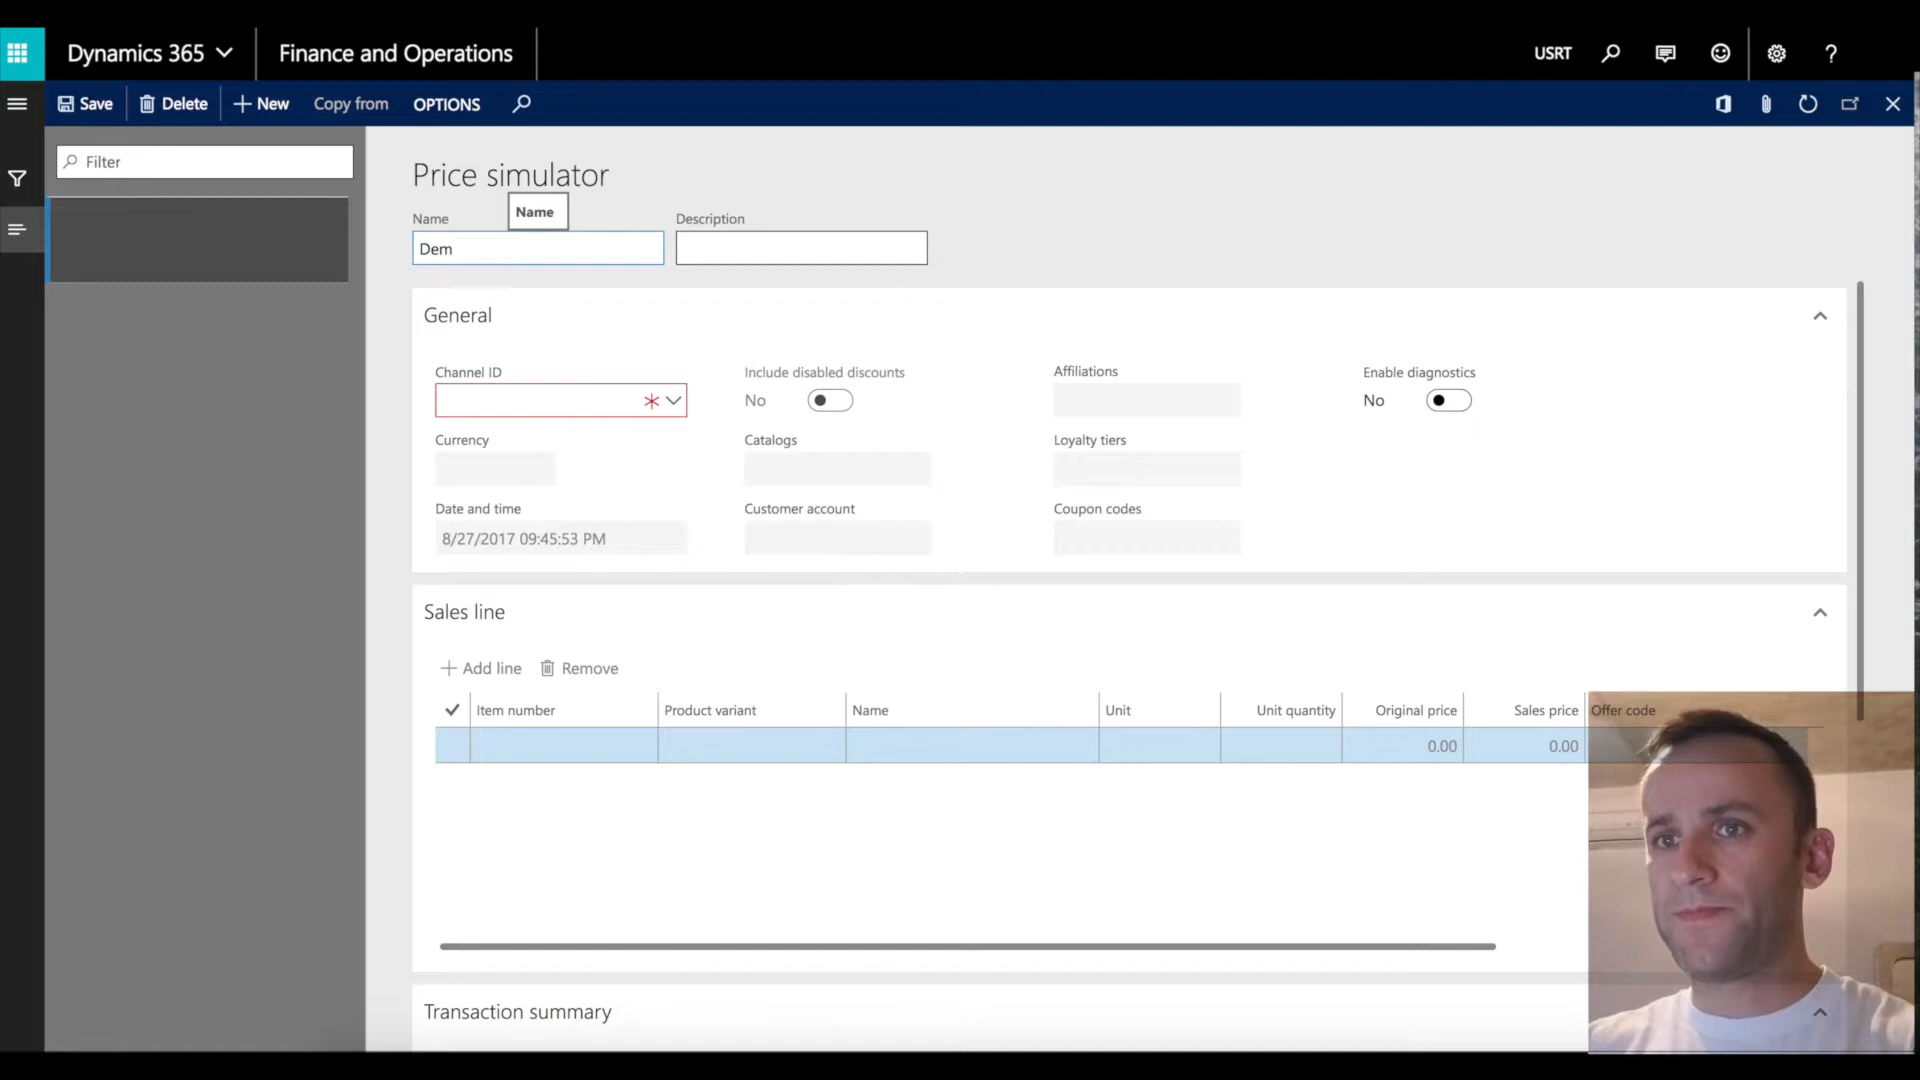 Dynamics 365 Finance and Operations USRT ?
Save Delete + New Copy from OPTIONS
Filter
Price simulator
Name
Name Description
Dem
General
Channel ID Include disabled discounts Affiliations Enable diagnostics
* No No
Currency Catalogs Loyalty tiers
Date and time Customer account Coupon codes
8/27/2017 09:45:53 PM
Sales line
+ Add line Remove
Item number Product variant Name Unit Unit quantity Original price Sales price Offer code
0.00 0.00
Transaction summary